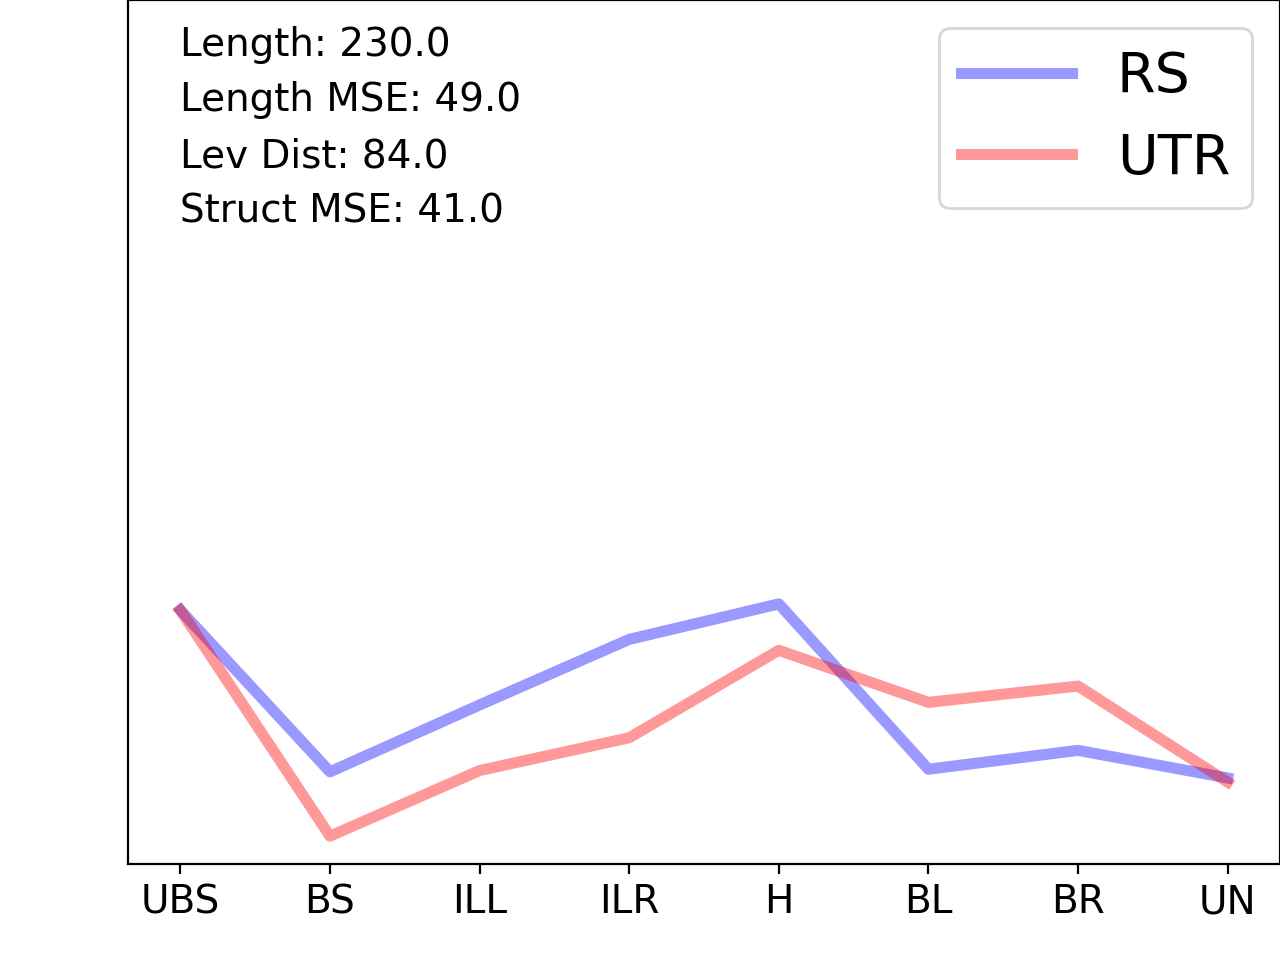 Length: 230.0
Length MSE: 49.0
Lev Dist: 84.0
Struct MSE: 41.0
RS
UTR
UBS BS ILL ILR H BL BR UN